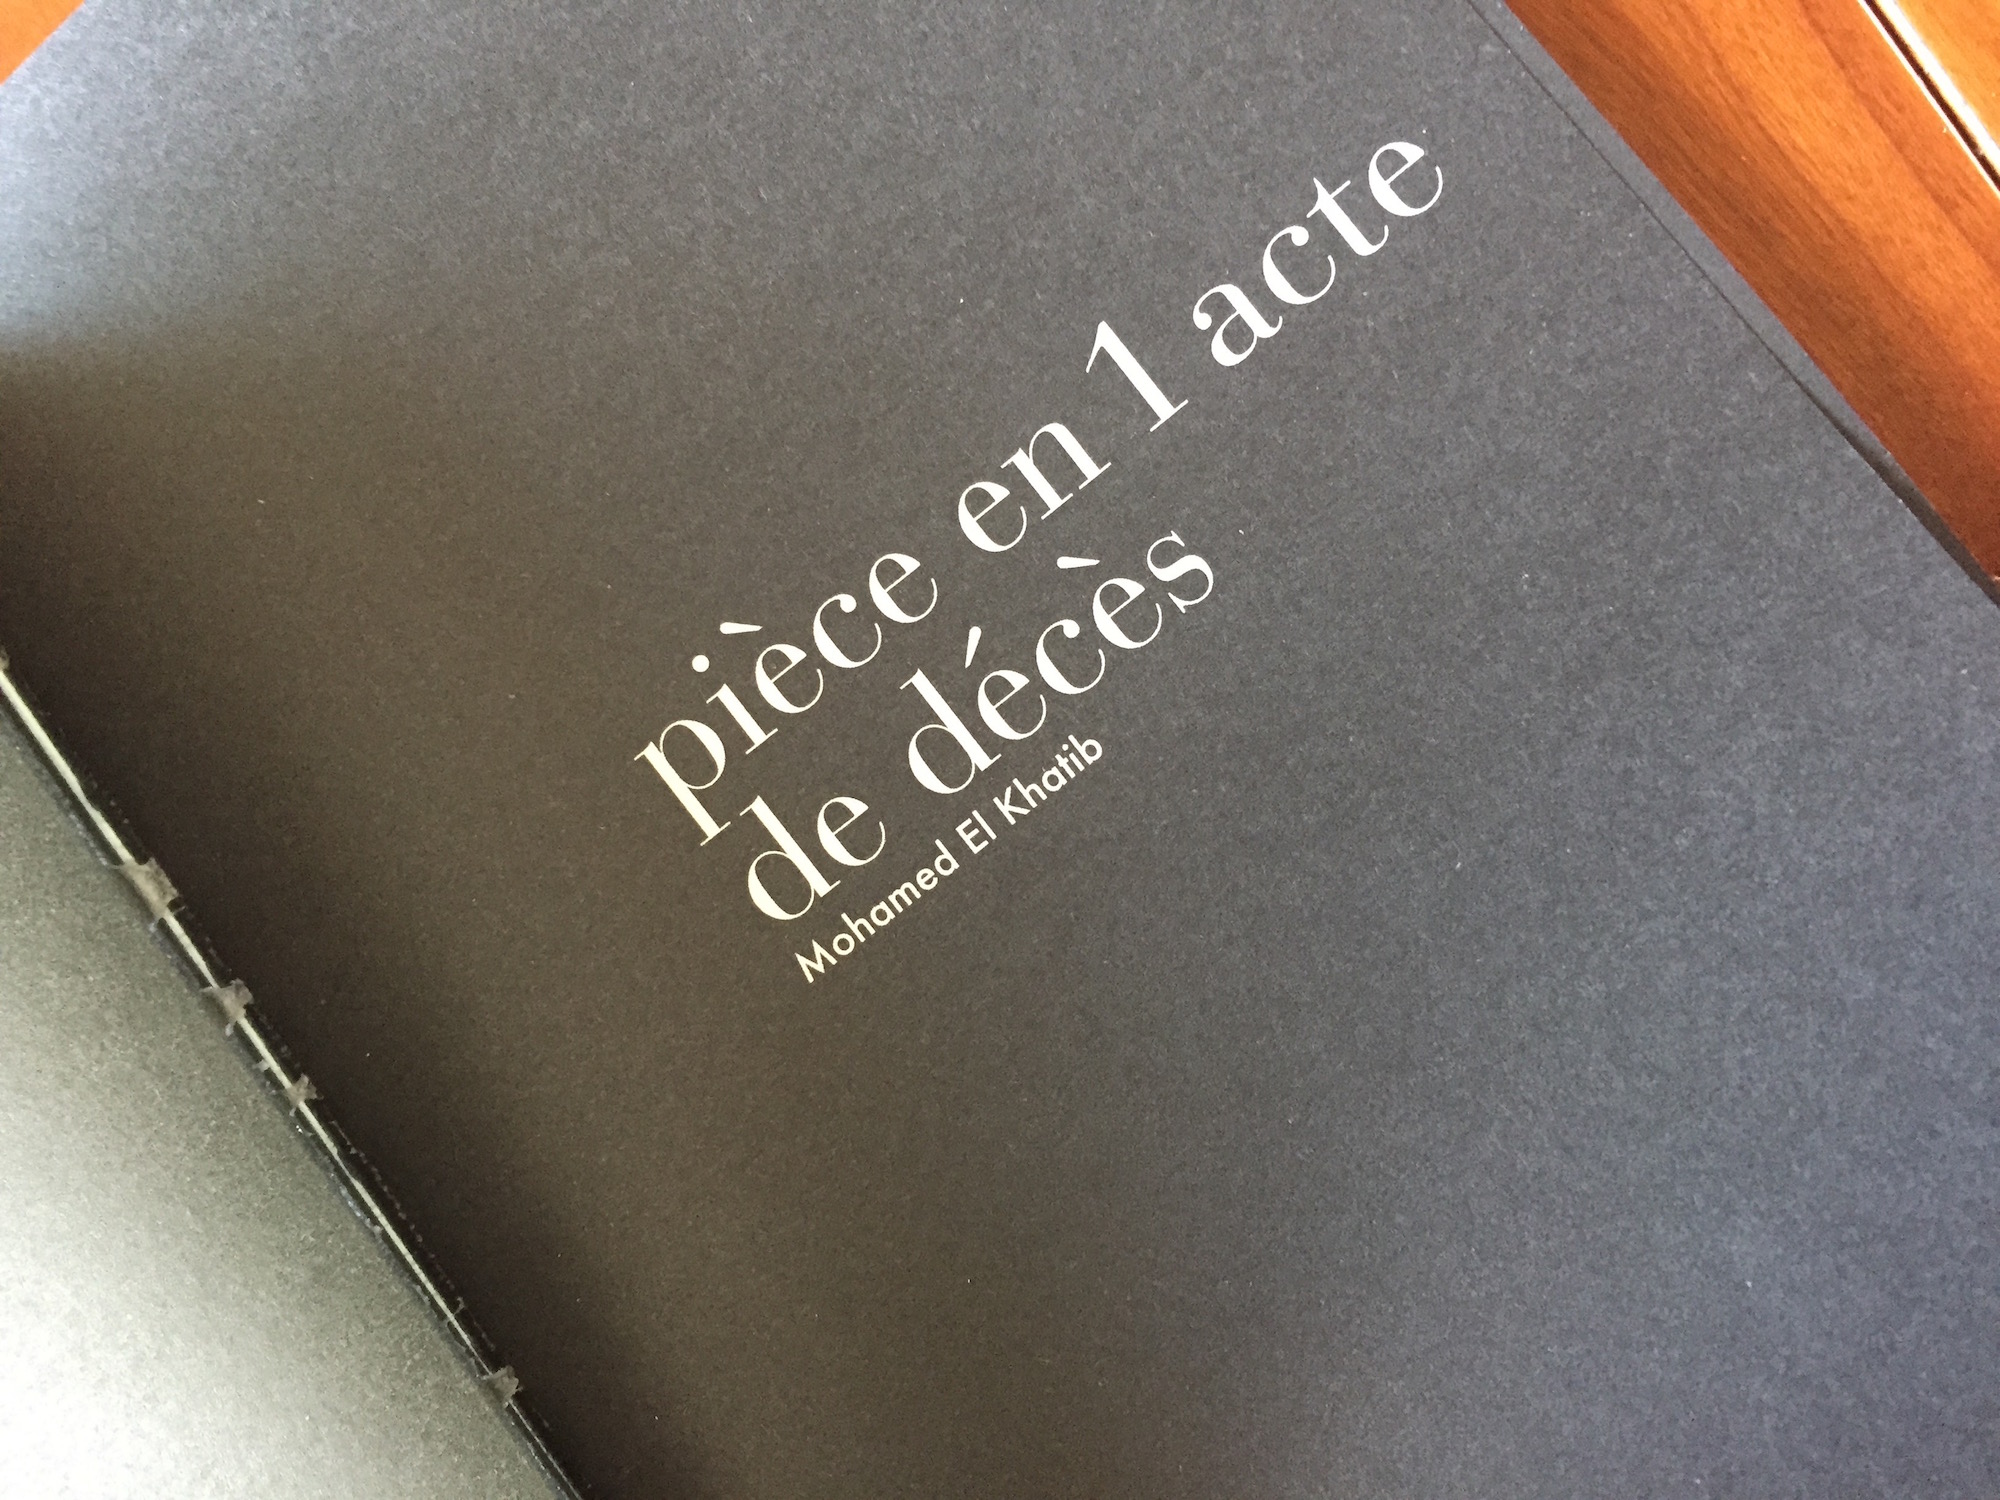 pièce en 1 acte
de décès
Mohamed El Khatib